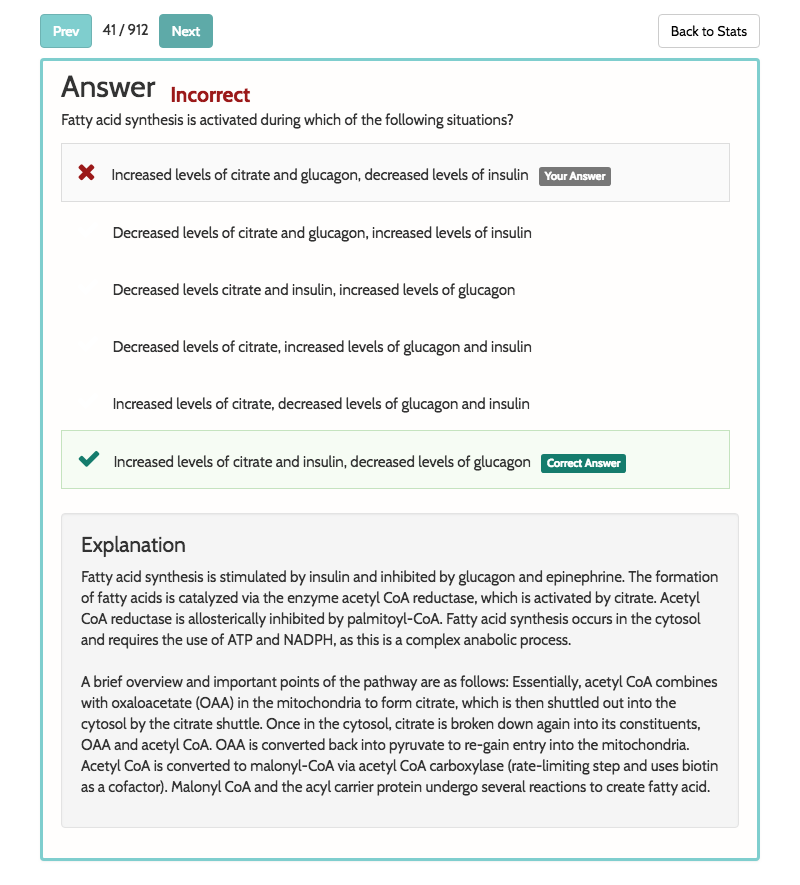 Prev 41 / 912 Next Back to Stats
Answer Incorrect
Fatty acid synthesis is activated during which of the following situations?
Increased levels of citrate and glucagon, decreased levels of insulin Your Answer
Decreased levels of citrate and glucagon, increased levels of insulin
Decreased levels citrate and insulin, increased levels of glucagon
Decreased levels of citrate, increased levels of glucagon and insulin
Increased levels of citrate, decreased levels of glucagon and insulin
Increased levels of citrate and insulin, decreased levels of glucagon Correct Answer
Explanation
Fatty acid synthesis is stimulated by insulin and inhibited by glucagon and epinephrine. The formation
of fatty acids is catalyzed via the enzyme acetyl CoA reductase, which is activated by citrate. Acetyl
CoA reductase is allosterically inhibited by palmitoyl-CoA. Fatty acid synthesis occurs in the cytosol
and requires the use of ATP and NADPH, as this is a complex anabolic process.
A brief overview and important points of the pathway are as follows: Essentially, acetyl CoA combines
with oxaloacetate (OAA) in the mitochondria to form citrate, which is then shuttled out into the
cytosol by the citrate shuttle. Once in the cytosol, citrate is broken down again into its constituents,
OAA and acetyl CoA. OAA is converted back into pyruvate to re-gain entry into the mitochondria.
Acetyl CoA is converted to malonyl-CoA via acetyl CoA carboxylase (rate-limiting step and uses biotin
as a cofactor). Malonyl CoA and the acyl carrier protein undergo several reactions to create fatty acid.